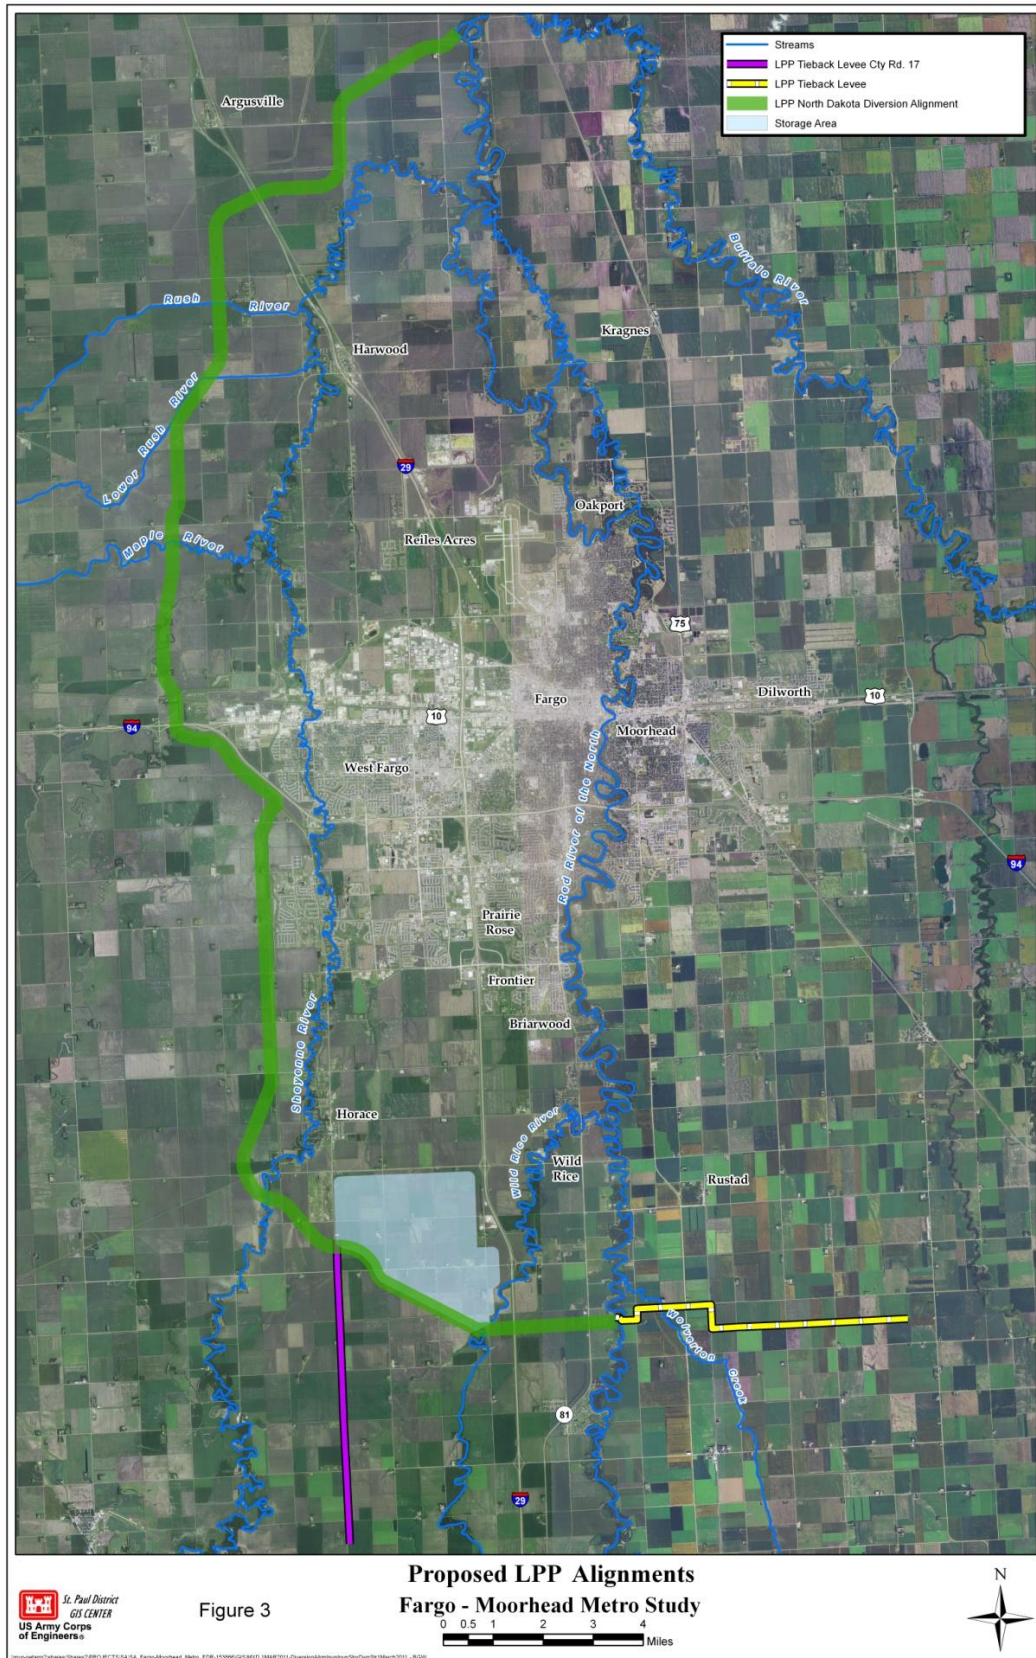 Streams
LPP Tieback Levee Cty Rd. 17
LPP Tieback Levee
LPP North Dakota Diversion Alignment
Storage Area
Argusville
Buffalo River
Rush River
Kragnes
Harwood
Lower Rush River
29
Oakport
Maple River
Reiles Acres
75
Dilworth
Fargo
10
10
94
Moorhead
West Fargo
Red River of the North
94
Prairie
Rose
Frontier
Sheyenne River
Briarwood
Horace
Wild Rice River
Wild
Rice
Rustad
Wolverton Creek
81
29
Proposed LPP Alignments
Fargo - Moorhead Metro Study
Figure 3
St. Paul District
GIS CENTER
US Army Corps
of Engineers®
0 0.5 1 2 3 4
Miles
N